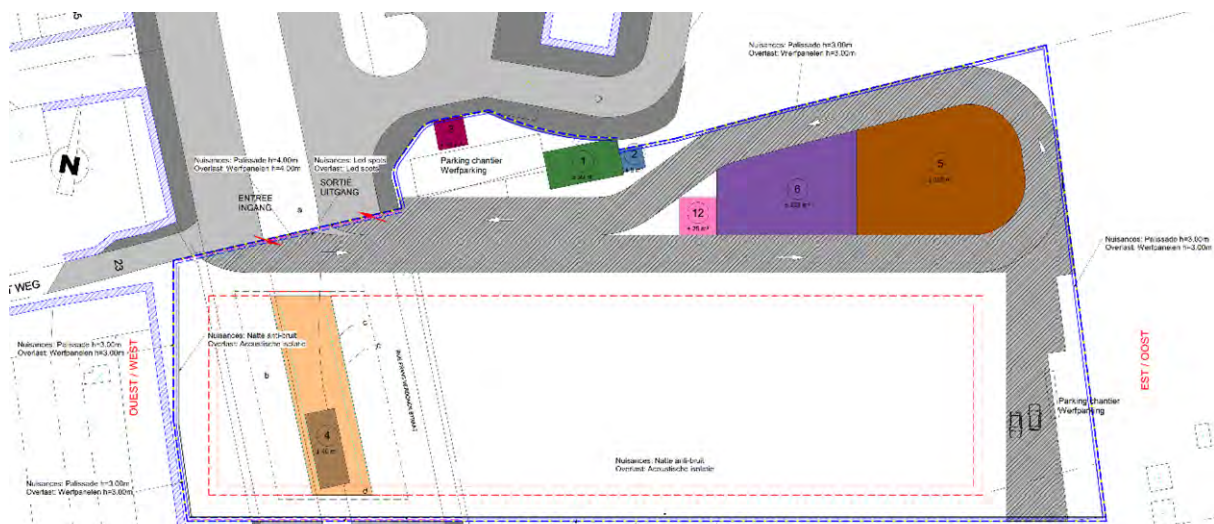 Nuisances: Palissade h=3.00m
Overlast: Werfpanelen h=3.00m
N
Nuisances: Palissade h=4.00m
Overlast: Werfpanelen h=4.00m
Nuisances: Led spots
Overlast: Led spots
SORTIE
UITGANG
ENTREE
INGANG
a
Parking chantier
Werfparking
1
2
5
6
12
23
T WEG
Nuisances: Palissade h=3.00m
Overlast: Werfpanelen h=3.00m
Nuisances: Natte anti-bruit
Overlast: Accustische isolatie
Nuisances: Palissade h=3.00m
Overlast: Werfpanelen h=3.00m
OUEST / WEST
EST / OOST
b
c
4
d
Parking chantier
Werfparking
Nuisances: Natte anti-bruit
Overlast: Accustische isolatie
Nuisances: Palissade h=3.00m
Overlast: Werfpanelen h=3.00m